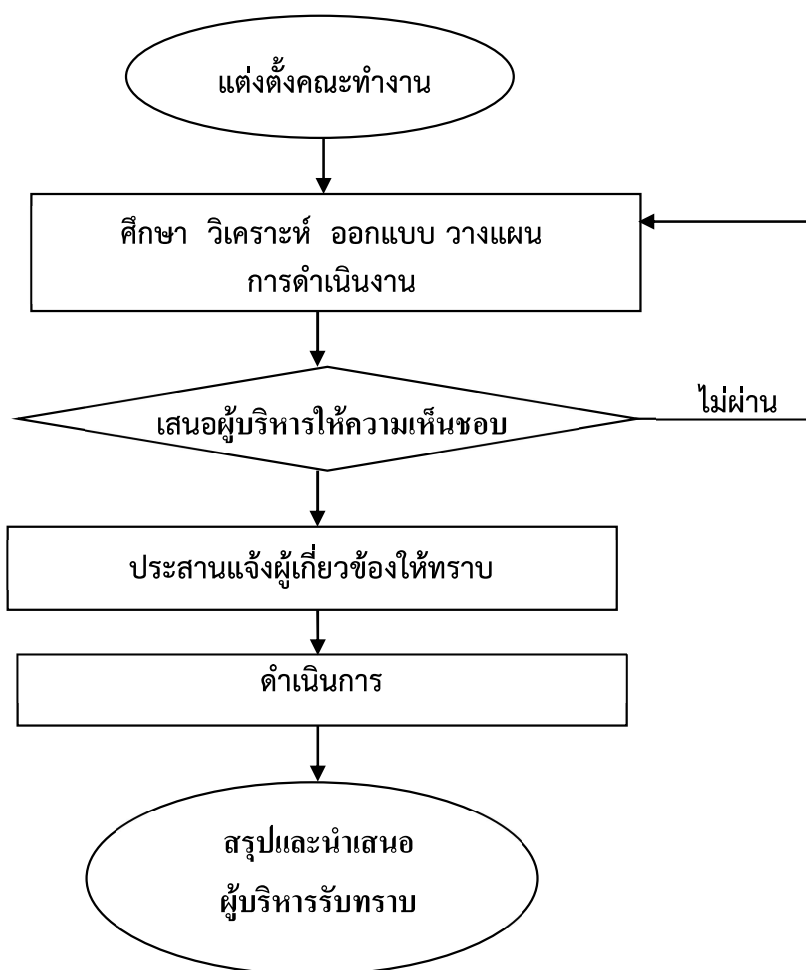 แต่งตั้งคณะทำงาน
ศึกษา วิเคราะห์ ออกแบบ วางแผน
การดำเนินงาน
เสนอผู้บริหารให้ความเห็นชอบ
ไม่ผ่าน
ประสานแจ้งผู้เกี่ยวข้องให้ทราบ
ดำเนินการ
สรุปและนำเสนอ
ผู้บริหารรับทราบ